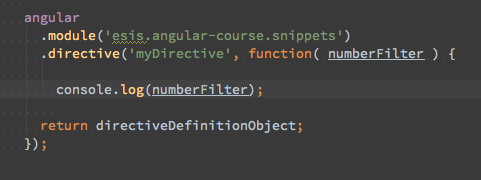 angular
.module('esis.angular-course.snippets')
.directive('myDirective', function( numberFilter ) {
console.log(numberFilter);
return directiveDefinitionObject;
});